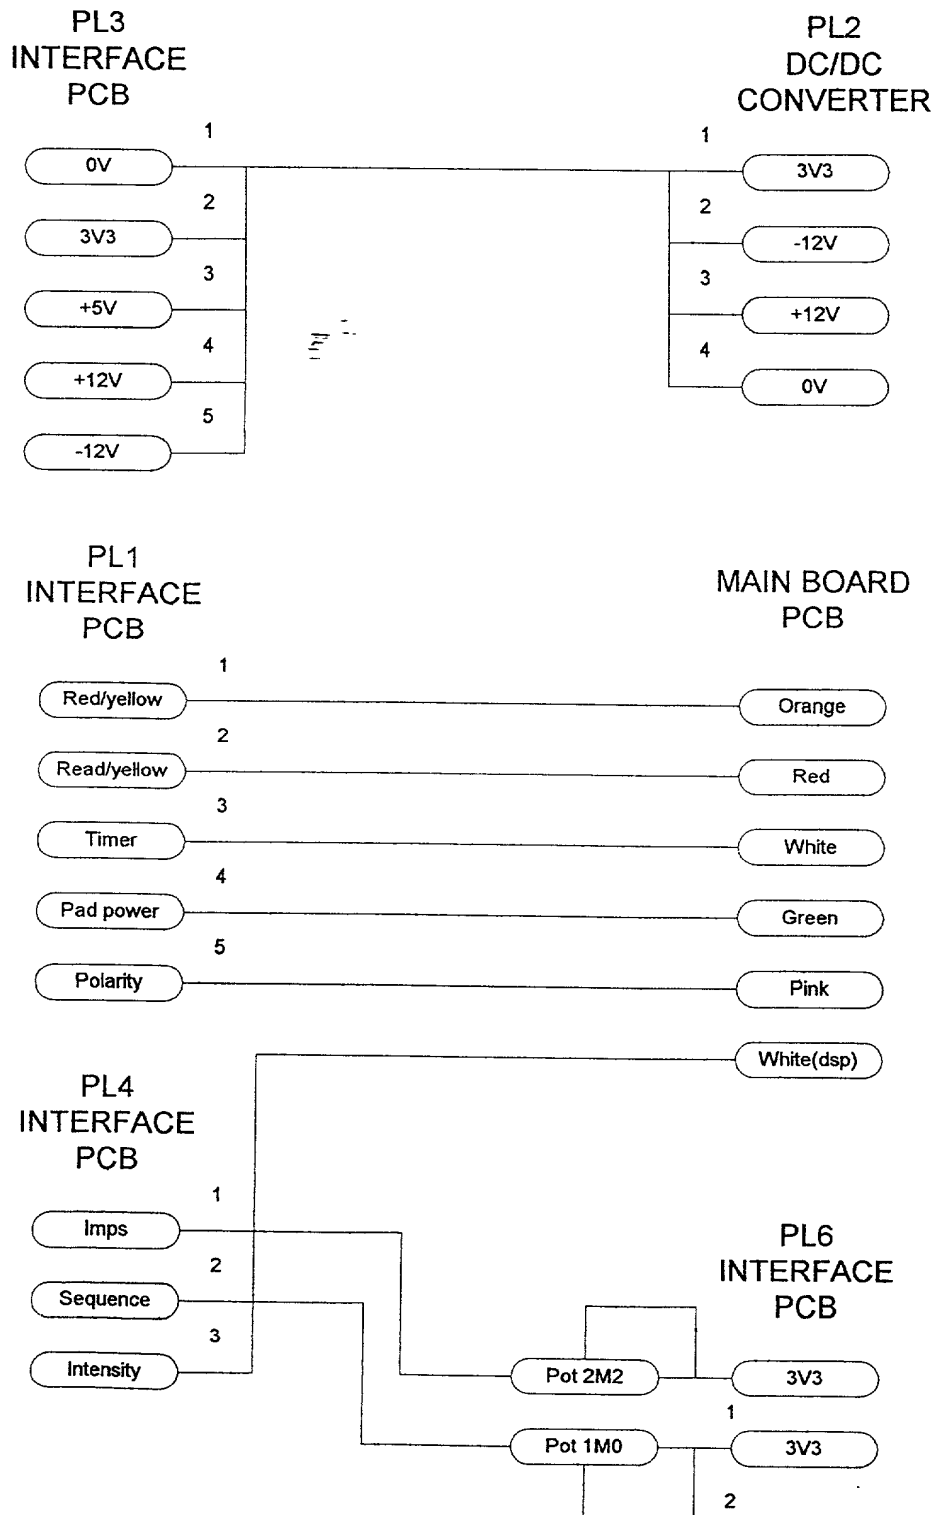 PL3
INTERFACE
PCB
PL2
DC/DC
CONVERTER
1
0V
2
3V3
3
+5V
4
+12V
5
-12V
1
3V3
2
-12V
3
+12V
4
0V
PL1
INTERFACE
PCB
MAIN BOARD
PCB
1
Red/yellow
Orange
2
Read/yellow
Red
3
Timer
White
4
Pad power
Green
5
Polarity
Pink
White(dsp)
PL4
INTERFACE
PCB
1
Imps
2
Sequence
3
Intensity
PL6
INTERFACE
PCB
Pot 2M2
3V3
1
Pot 1M0
3V3
2